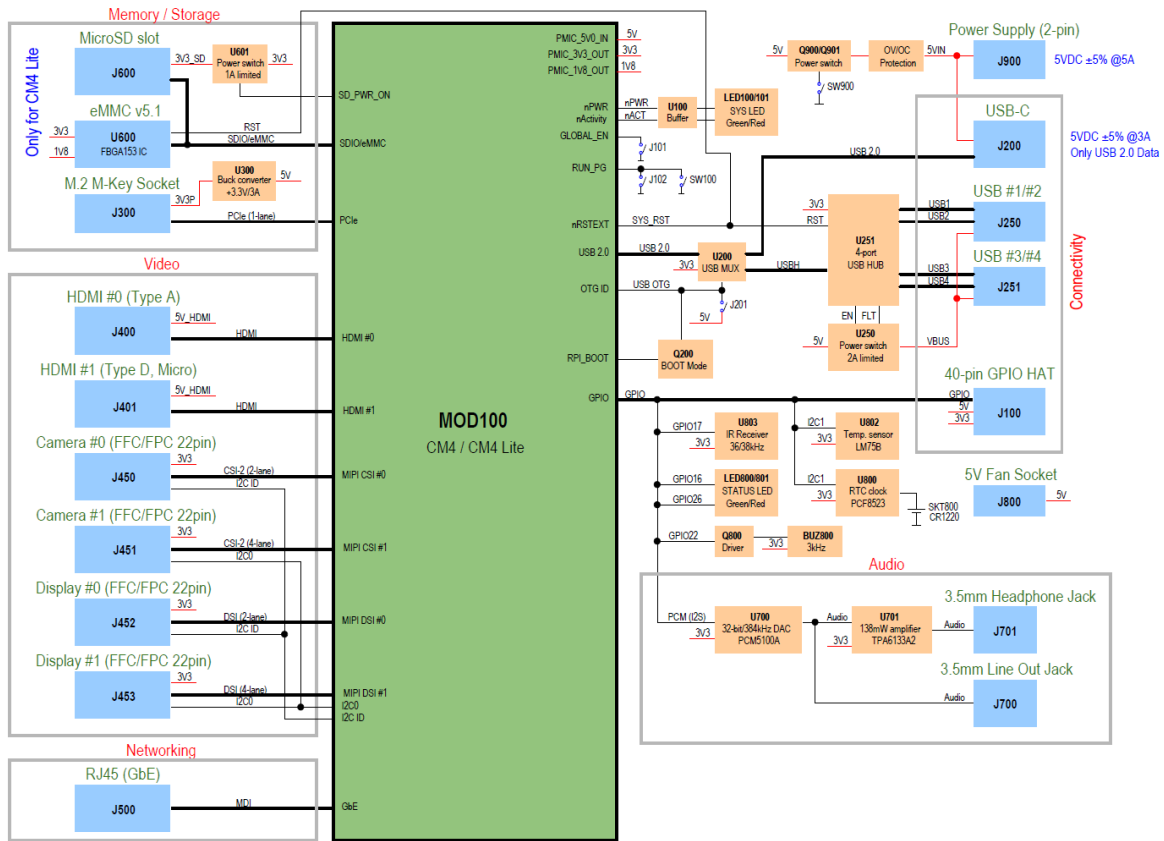 Memory / Storage
MicroSD slot
J600
3V3_SD
U601
Power switch
1A limited
3V3
Only for CM4 Lite
eMMC v5.1
3V3
1V8
U600
FBGA153 IC
RST
SDIO/eMMC
M.2 M-Key Socket
J300
3V3P
U300
Buck converter
+3.3V/3A
5V
PCIe (1-lane)
Video
HDMI #0 (Type A)
J400
5V_HDMI
HDMI
HDMI #1 (Type D, Micro)
J401
5V_HDMI
HDMI
Camera #0 (FFC/FPC 22pin)
J450
3V3
CSI-2 (2-lane)
I2C ID
Camera #1 (FFC/FPC 22pin)
J451
3V3
CSI-2 (4-lane)
I2C0
Display #0 (FFC/FPC 22pin)
J452
3V3
DSI (2-lane)
I2C ID
Display #1 (FFC/FPC 22pin)
J453
3V3
DSI (4-lane)
I2C0
Networking
RJ45 (GbE)
J500
MDI
SD_PWR_ON
SDIO/eMMC
PCIe
HDMI #0
HDMI #1
MIPI CSI #0
MIPI CSI #1
MIPI DSI #0
MIPI DSI #1
I2C0
I2C ID
GbE
MOD100
CM4 / CM4 Lite
PMIC_5V0_IN
PMIC_3V3_OUT
PMIC_1V8_OUT
nPWR
nActivity
GLOBAL_EN
RUN_PG
nRSTEXT
USB 2.0
OTG ID
RPI_BOOT
GPIO
5V
3V3
1V8
nPWR
nACT
U100
Buffer
LED100/101
SYS LED
Green/Red
J101
J102
SW100
SYS_RST
RST
USB 2.0
3V3
U200
USB MUX
USBH
USB OTG
5V
J201
Q200
BOOT Mode
5V
Q900/Q901
Power switch
SW900
OV/OC
Protection
5VIN
Power Supply (2-pin)
J900
5VDC ±5% @5A
USB-C
J200
USB 2.0
5VDC ±5% @3A
Only USB 2.0 Data
3V3
U251
4-port
USB HUB
USB1
USB2
USB #1/#2
J250
USB3
USB4
USB #3/#4
J251
Connectivity
EN
FLT
5V
U250
Power switch
2A limited
VBUS
40-pin GPIO HAT
GPIO
5V
3V3
J100
GPIO
GPIO17
3V3
U803
IR Receiver
36/38kHz
I2C1
3V3
U802
Temp. sensor
LM75B
GPIO16
GPIO26
LED800/801
STATUS LED
Green/Red
I2C1
3V3
U800
RTC clock
PCF8523
SKT800
CR1220
5V Fan Socket
J800
5V
GPIO22
Q800
Driver
3V3
BUZ800
3kHz
Audio
PCM (I2S)
3V3
U700
32-bit/384kHz DAC
PCM5100A
Audio
3V3
U701
138mW amplifier
TPA6133A2
Audio
3.5mm Headphone Jack
J701
3.5mm Line Out Jack
Audio
J700